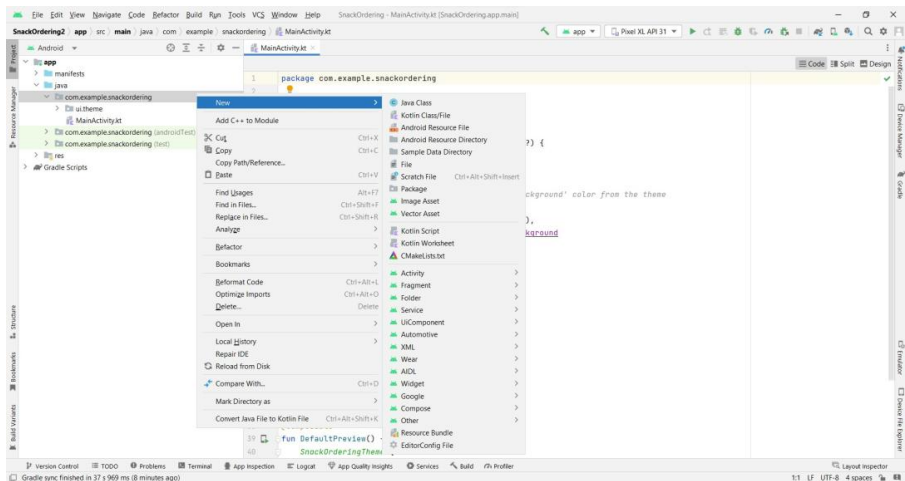 File Edit View Navigate Code Refactor Build Run Tools VCS Window Help SnackOrdering - MainActivity.kt [SnackOrdering.app.main]
SnackOrdering2 app src main java com example snackordering MainActivity.kt app Pixel XL API 31
Android MainActivity.kt
Code Split Design
Project
Resource Manager
Structure
Bookmarks
Build Variants
Notifications
Device Manager
Gradle
Emulator
Device File Explorer
app
manifests
java
com.example.snackordering
ui.theme
MainActivity.kt
com.example.snackordering (androidTest)
com.example.snackordering (test)
res
Gradle Scripts
1 package com.example.snackordering
2
?) {
ckground' color from the theme
),
kground
39 fun DefaultPreview() {
40 SnackOrderingTheme
New
Add C++ to Module
Cut Ctrl+X
Copy Ctrl+C
Copy Path/Reference...
Paste Ctrl+V
Find Usages Alt+F7
Find in Files... Ctrl+Shift+F
Replace in Files... Ctrl+Shift+R
Analyze
Refactor
Bookmarks
Reformat Code Ctrl+Alt+L
Optimize Imports Ctrl+Alt+O
Delete... Delete
Open In
Local History
Repair IDE
Reload from Disk
Compare With... Ctrl+D
Mark Directory as
Convert Java File to Kotlin File Ctrl+Alt+Shift+K
Java Class
Kotlin Class/File
Android Resource File
Android Resource Directory
Sample Data Directory
File
Scratch File Ctrl+Alt+Shift+Insert
Package
Image Asset
Vector Asset
Kotlin Script
Kotlin Worksheet
CMakeLists.txt
Activity
Fragment
Folder
Service
UiComponent
Automotive
XML
Wear
AIDL
Widget
Google
Compose
Other
Resource Bundle
EditorConfig File
Version Control TODO Problems Terminal App Inspection Logcat App Quality Insights Services Build Profiler Layout Inspector
Gradle sync finished in 37 s 969 ms (8 minutes ago) 1:1 LF UTF-8 4 spaces